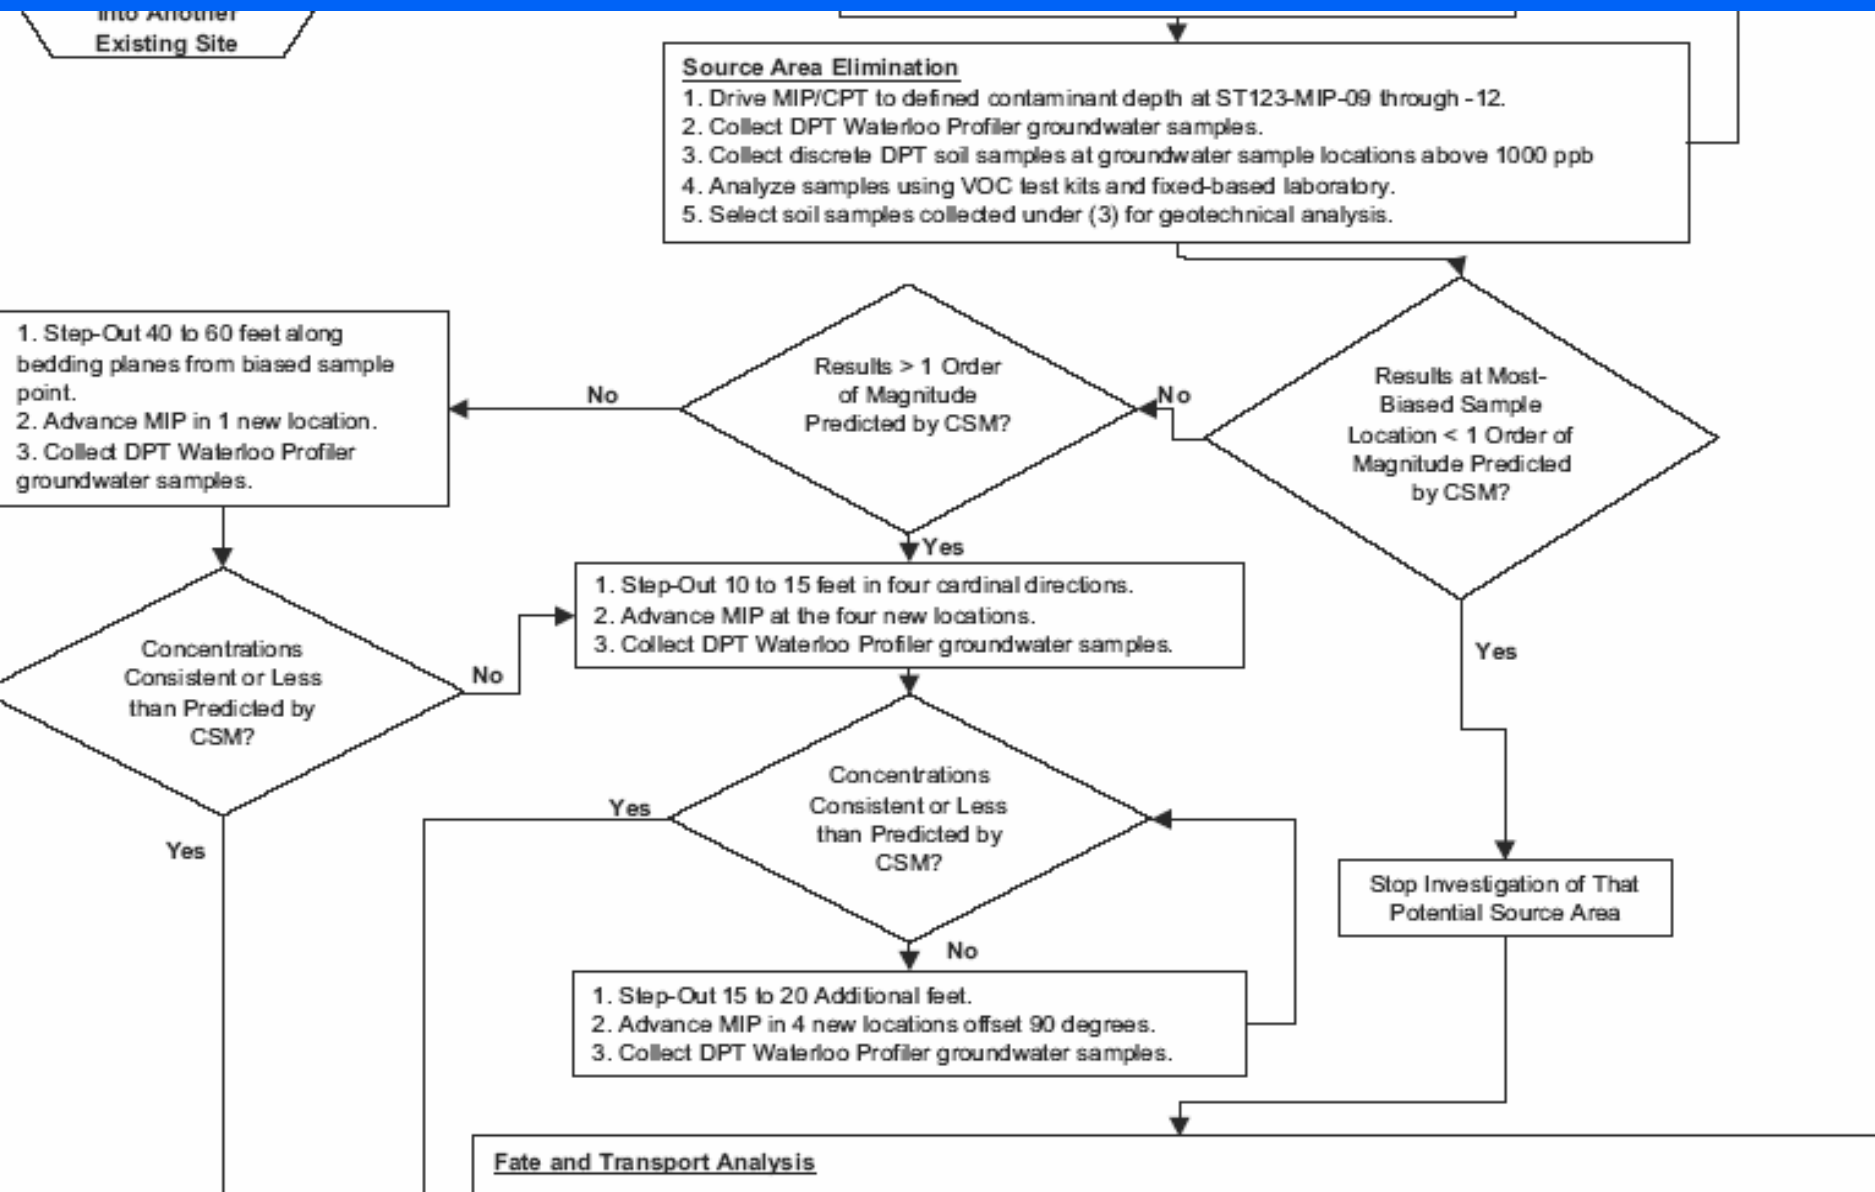 Into Another
Existing Site
Source Area Elimination
1. Drive MIP/CPT to defined contaminant depth at ST123-MIP-09 through -12.
2. Collect DPT Waterloo Profiler groundwater samples.
3. Collect discrete DPT soil samples at groundwater sample locations above 1000 ppb
4. Analyze samples using VOC test kits and fixed-based laboratory.
5. Select soil samples collected under (3) for geotechnical analysis.
1. Step-Out 40 to 60 feet along
bedding planes from biased sample
point.
2. Advance MIP in 1 new location.
3. Collect DPT Waterloo Profiler
groundwater samples.
No
Results > 1 Order
of Magnitude
Predicted by CSM?
No
Results at Most-
Biased Sample
Location < 1 Order of
Magnitude Predicted
by CSM?
Yes
1. Step-Out 10 to 15 feet in four cardinal directions.
2. Advance MIP at the four new locations.
3. Collect DPT Waterloo Profiler groundwater samples.
Yes
Concentrations
Consistent or Less
than Predicted by
CSM?
No
Yes
Concentrations
Consistent or Less
than Predicted by
CSM?
Yes
No
Stop Investigation of That
Potential Source Area
1. Step-Out 15 to 20 Additional feet.
2. Advance MIP in 4 new locations offset 90 degrees.
3. Collect DPT Waterloo Profiler groundwater samples.
Fate and Transport Analysis